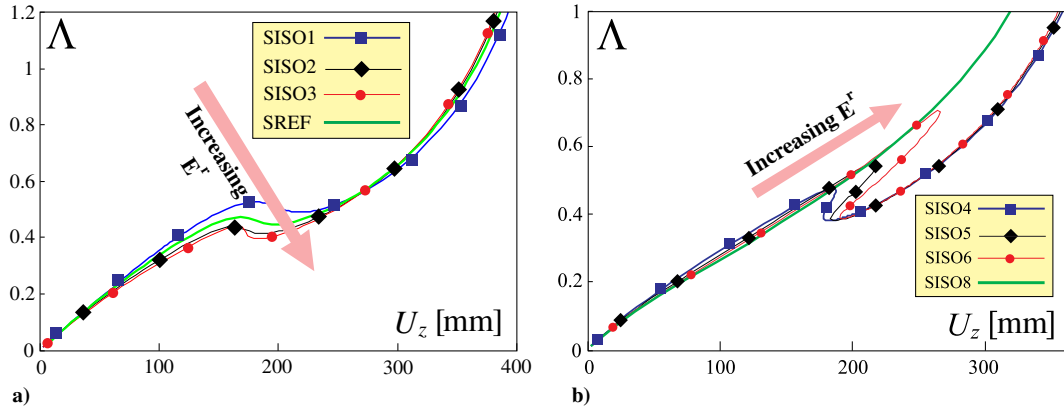 1.2
1
0.8
0.6
0.4
0.2
0
Λ
SISO1
SISO2
SISO3
SREF
Increasing
E^r
U_z [mm]
0 100 200 300 400
a)
1
0.8
0.6
0.4
0.2
0
Λ
Increasing E^r
SISO4
SISO5
SISO6
SISO8
U_z [mm]
0 100 200 300
b)